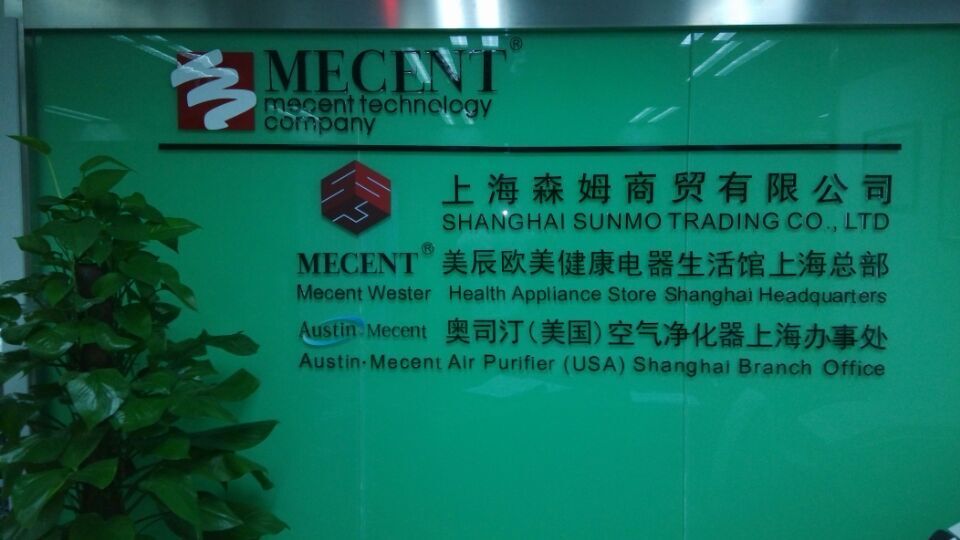 MECENT®
mecent technology
company
上海森姆商贸有限公司
SHANGHAI SUNMO TRADING CO., LTD
MECENT® 美辰欧美健康电器生活馆上海总部
Mecent Wester Health Appliance Store Shanghai Headquarters
Austin·Mecent 奥司汀(美国)空气净化器上海办事处
Austin·Mecent Air Purifier (USA) Shanghai Branch Office